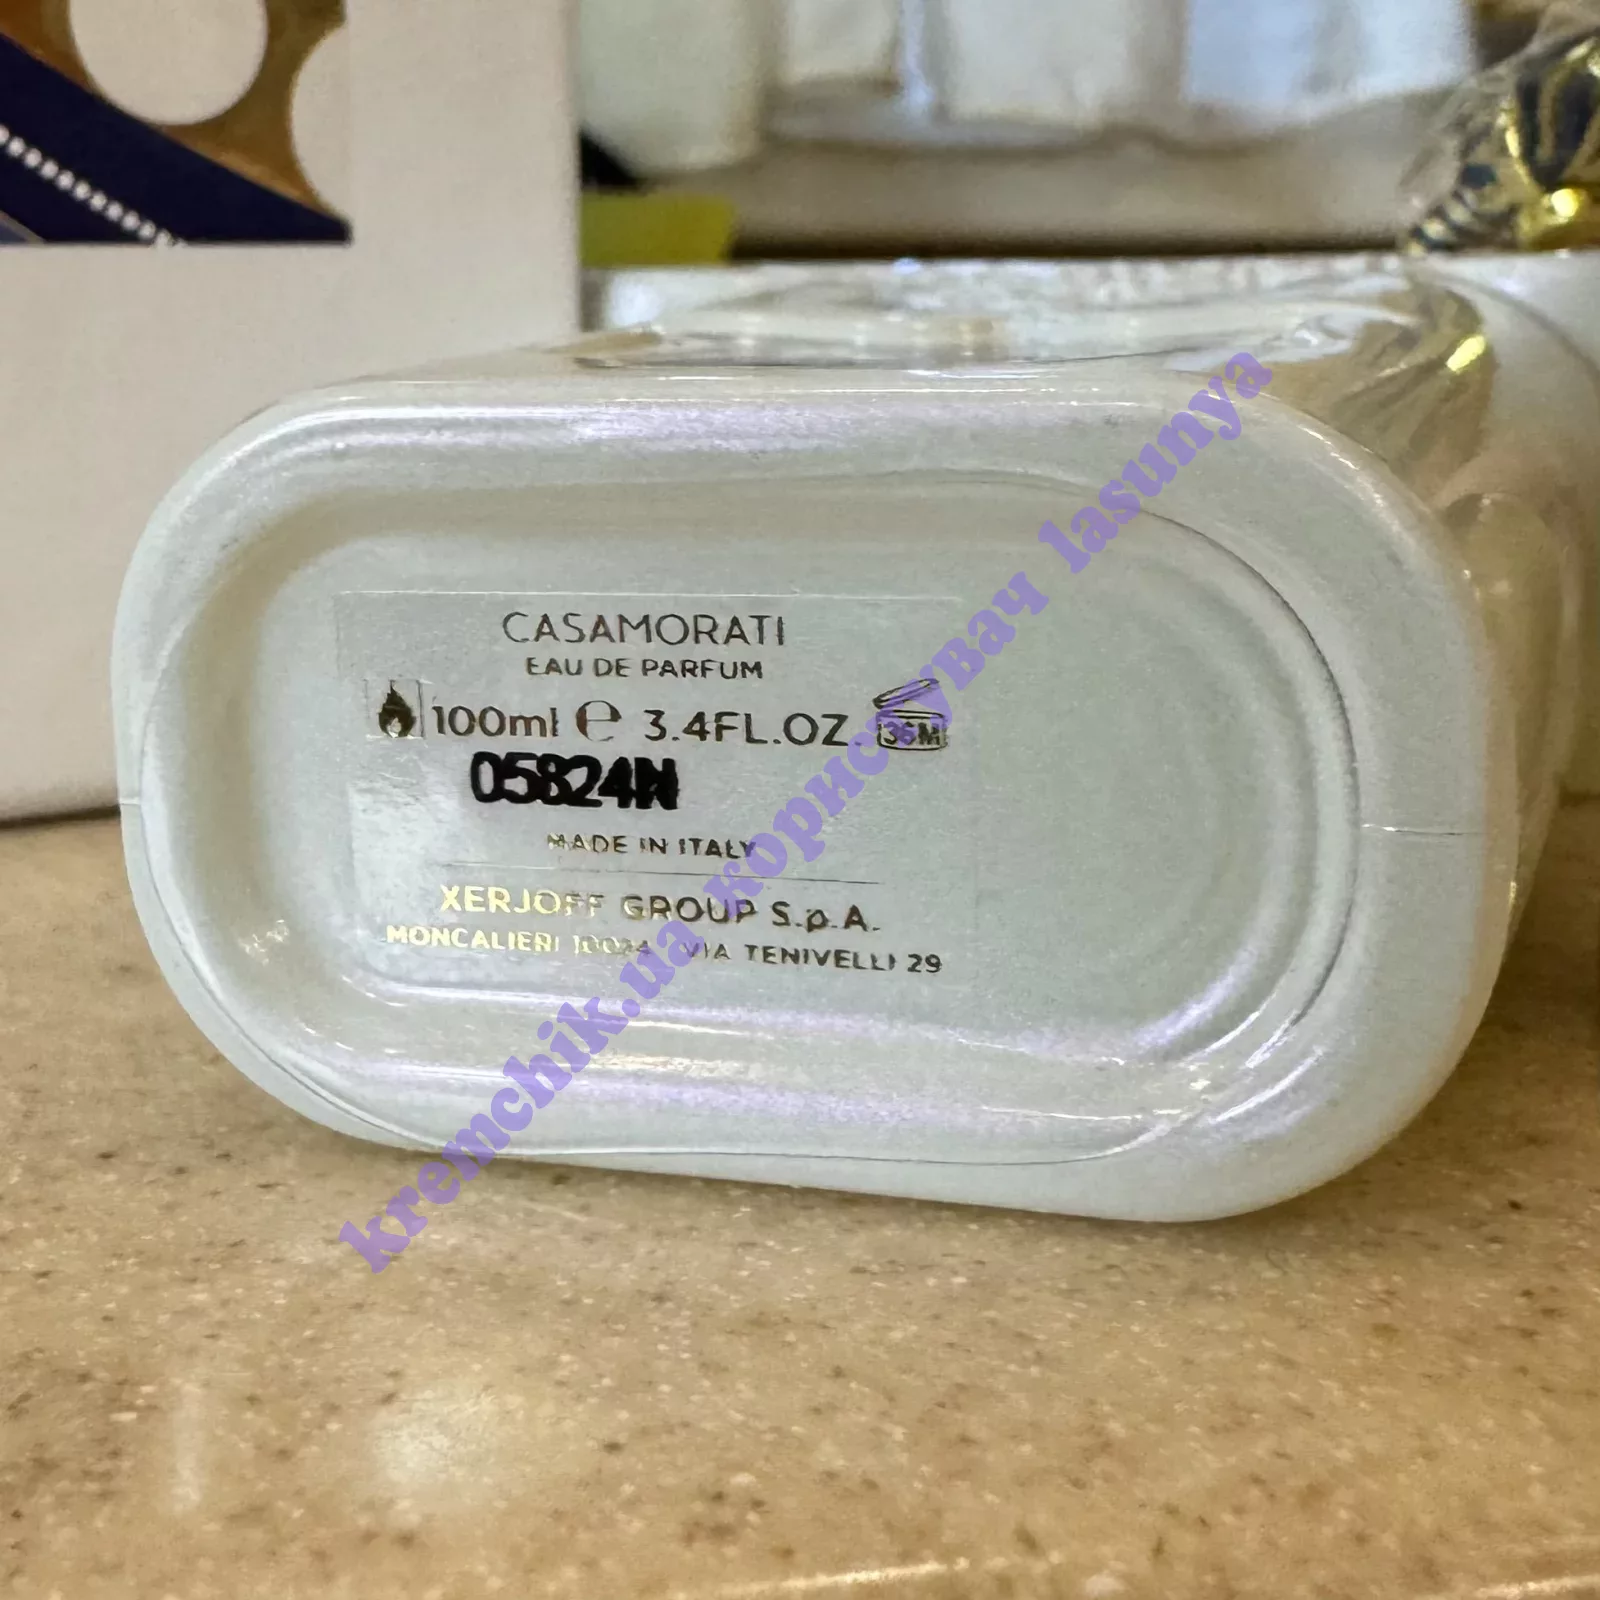 CASAMORATI
EAU DE PARFUM
100ml ℮ 3.4FL.OZ. 36M
05824N
MADE IN ITALY
XERJOFF GROUP S.p.A.
MONCALIERI 10024 VIA TENIVELLI 29
kremchik.ua користувач lasunya